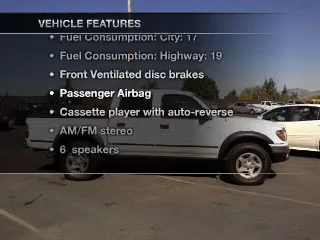 VEHICLE FEATURES
• Fuel Consumption: City: 17
• Fuel Consumption: Highway: 19
• Front Ventilated disc brakes
• Passenger Airbag
• Cassette player with auto-reverse
• AM/FM stereo
• 6 speakers